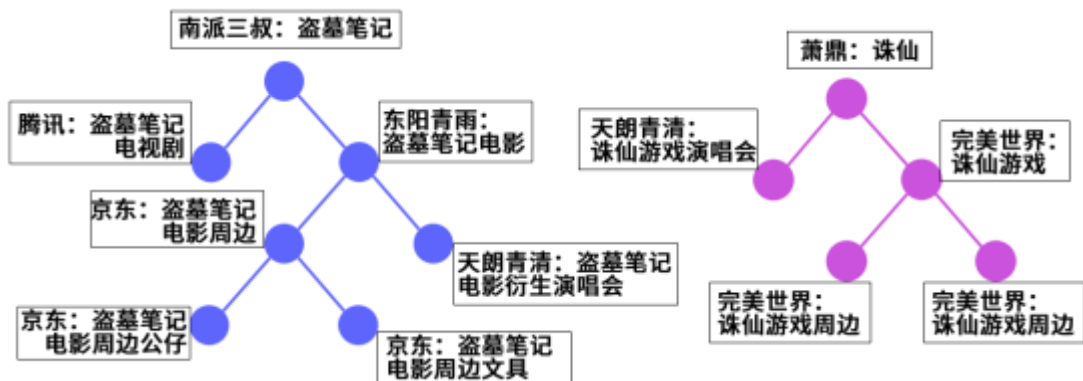 南派三叔：盗墓笔记
腾讯：盗墓笔记
电视剧
东阳青雨：
盗墓笔记电影
京东：盗墓笔记
电影周边
天朗青清：盗墓笔记
电影衍生演唱会
京东：盗墓笔记
电影周边公仔
京东：盗墓笔记
电影周边文具
萧鼎：诛仙
天朗青清：
诛仙游戏演唱会
完美世界：
诛仙游戏
完美世界：
诛仙游戏周边
完美世界：
诛仙游戏周边